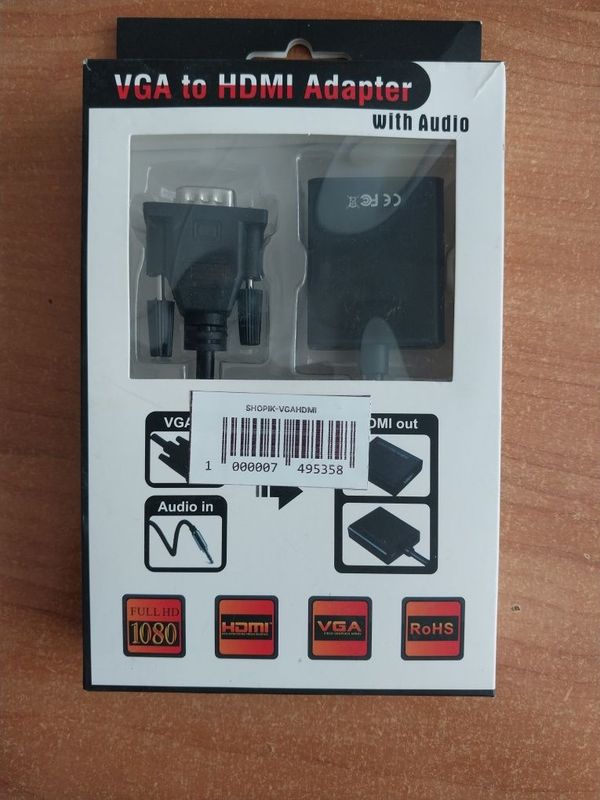 VGA to HDMI Adapter
with Audio
CE FC
SHOPIK-VGAHDMI
VGA
DMI out
1 000007 495358
Audio in
FULL HD
1080
HDMI
VGA
RoHS